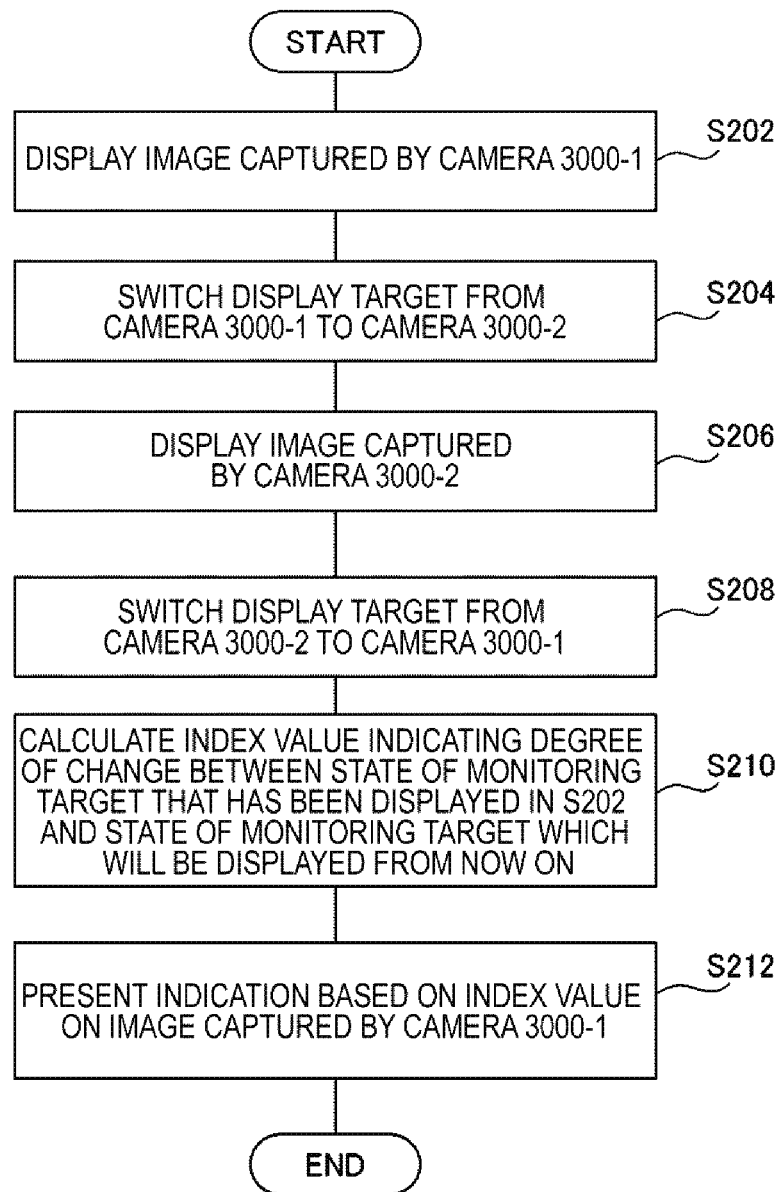 START
DISPLAY IMAGE CAPTURED BY CAMERA 3000-1
S202
SWITCH DISPLAY TARGET FROM
CAMERA 3000-1 TO CAMERA 3000-2
S204
DISPLAY IMAGE CAPTURED
BY CAMERA 3000-2
S206
SWITCH DISPLAY TARGET FROM
CAMERA 3000-2 TO CAMERA 3000-1
S208
CALCULATE INDEX VALUE INDICATING DEGREE
OF CHANGE BETWEEN STATE OF MONITORING
TARGET THAT HAS BEEN DISPLAYED IN S202
AND STATE OF MONITORING TARGET WHICH
WILL BE DISPLAYED FROM NOW ON
S210
PRESENT INDICATION BASED ON INDEX VALUE
ON IMAGE CAPTURED BY CAMERA 3000-1
S212
END